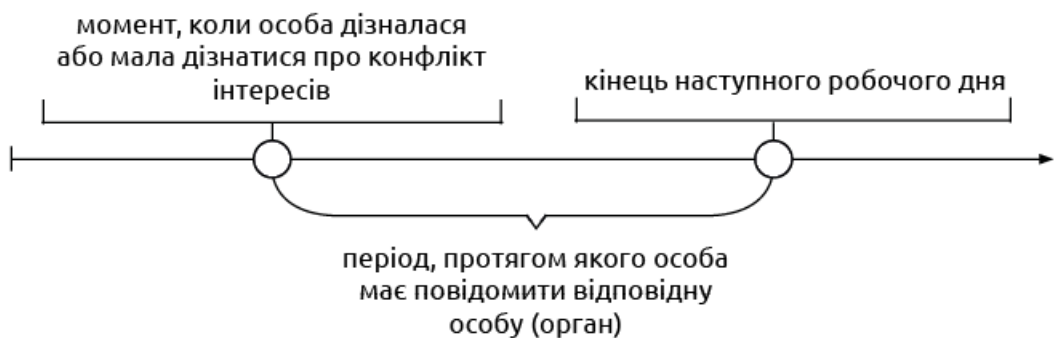 момент, коли особа дізналася
або мала дізнатися про конфлікт
інтересів
кінець наступного робочого дня
період, протягом якого особа
має повідомити відповідну
особу (орган)